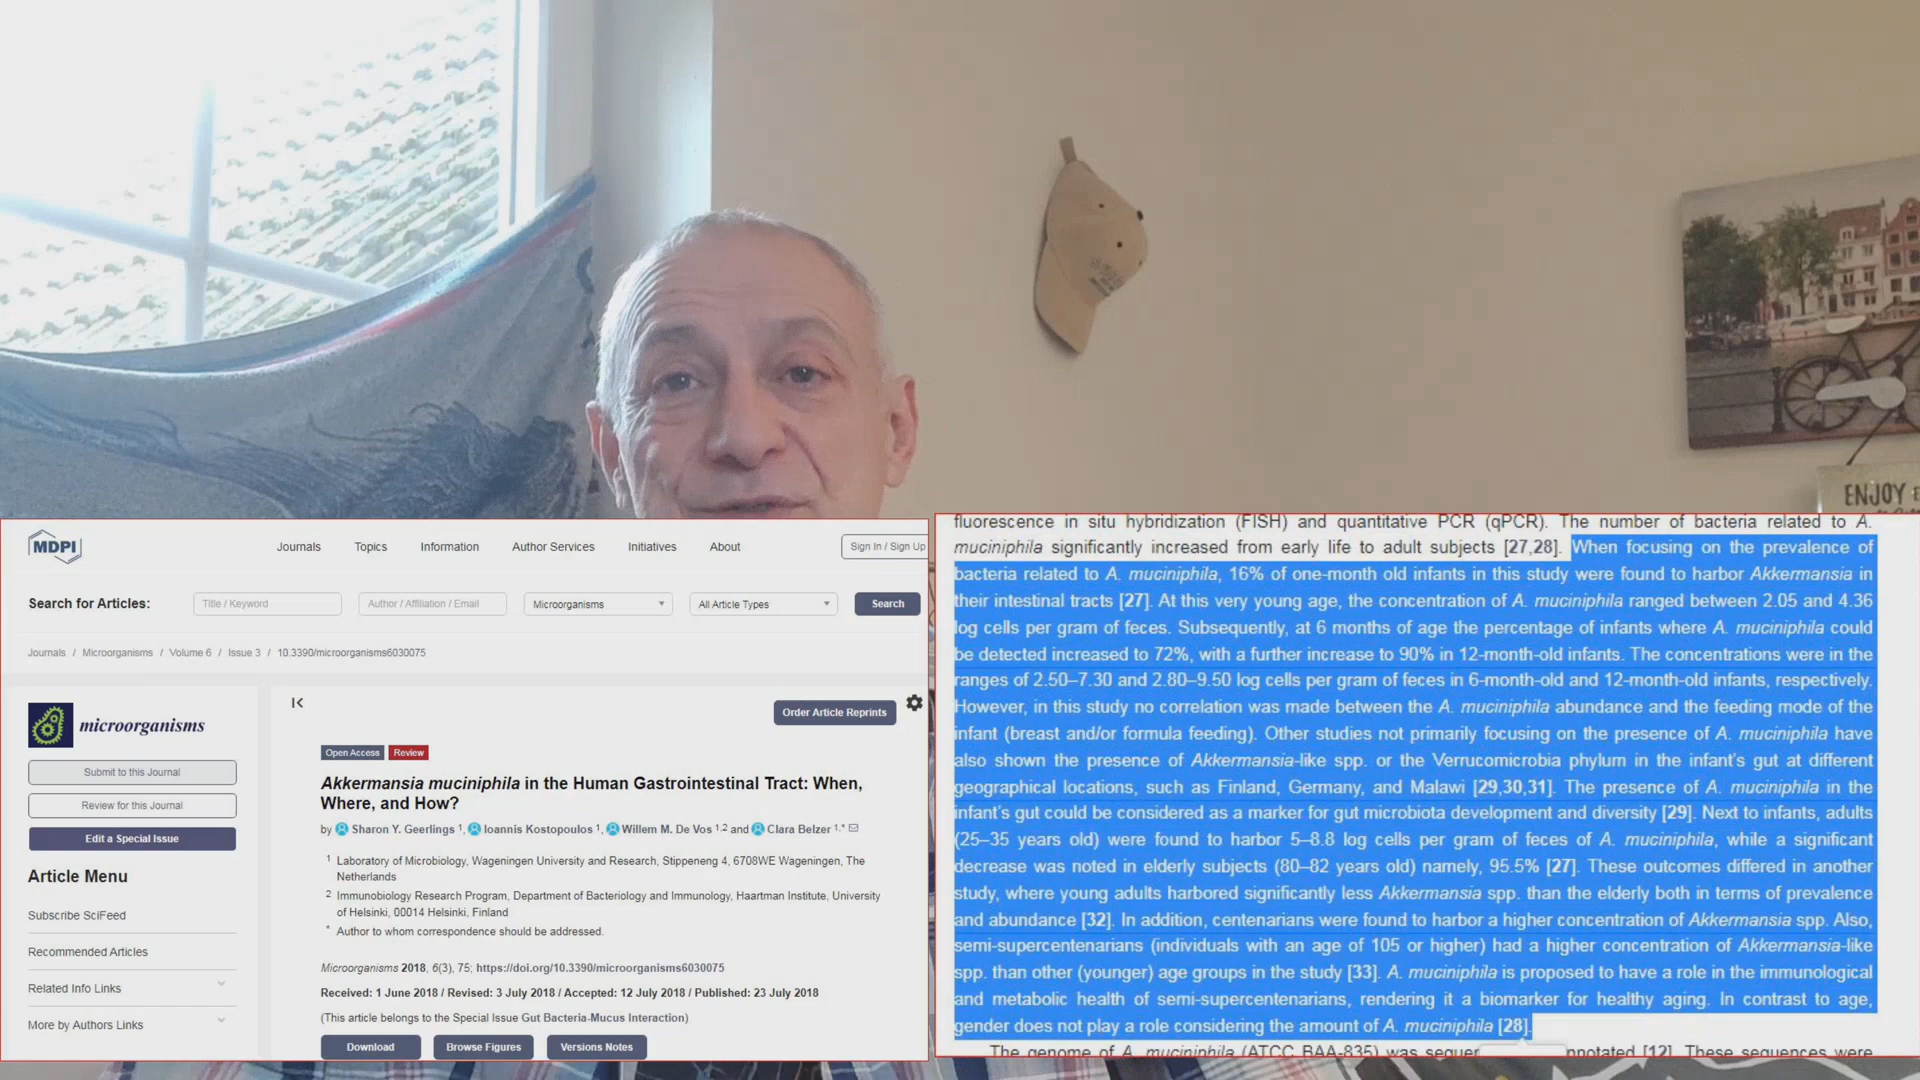 ENJOY
MDPI
Journals Topics Information Author Services Initiatives About Sign In / Sign Up
Search for Articles: Title / Keyword Author / Affiliation / Email Microorganisms All Article Types Search
Journals / Microorganisms / Volume 6 / Issue 3 / 10.3390/microorganisms6030075
microorganisms
Submit to this Journal
Review for this Journal
Edit a Special Issue
Article Menu
Subscribe SciFeed
Recommended Articles
Related Info Links
More by Authors Links
Order Article Reprints
Open Access Review
Akkermansia muciniphila in the Human Gastrointestinal Tract: When,
Where, and How?
by Sharon Y. Geerlings 1, Ioannis Kostopoulos 1, Willem M. De Vos 1,2 and Clara Belzer 1,*
1 Laboratory of Microbiology, Wageningen University and Research, Stippeneng 4, 6708WE Wageningen, The
Netherlands
2 Immunobiology Research Program, Department of Bacteriology and Immunology, Haartman Institute, University
of Helsinki, 00014 Helsinki, Finland
* Author to whom correspondence should be addressed.
Microorganisms 2018, 6(3), 75; https://doi.org/10.3390/microorganisms6030075
Received: 1 June 2018 / Revised: 3 July 2018 / Accepted: 12 July 2018 / Published: 23 July 2018
(This article belongs to the Special Issue Gut Bacteria-Mucus Interaction)
Download Browse Figures Versions Notes
fluorescence in situ hybridization (FISH) and quantitative PCR (qPCR). The number of bacteria related to A.
muciniphila significantly increased from early life to adult subjects [27,28]. When focusing on the prevalence of
bacteria related to A. muciniphila, 16% of one-month old infants in this study were found to harbor Akkermansia in
their intestinal tracts [27]. At this very young age, the concentration of A. muciniphila ranged between 2.05 and 4.36
log cells per gram of feces. Subsequently, at 6 months of age the percentage of infants where A. muciniphila could
be detected increased to 72%, with a further increase to 90% in 12-month-old infants. The concentrations were in the
ranges of 2.50–7.30 and 2.80–9.50 log cells per gram of feces in 6-month-old and 12-month-old infants, respectively.
However, in this study no correlation was made between the A. muciniphila abundance and the feeding mode of the
infant (breast and/or formula feeding). Other studies not primarily focusing on the presence of A. muciniphila have
also shown the presence of Akkermansia-like spp. or the Verrucomicrobia phylum in the infant's gut at different
geographical locations, such as Finland, Germany, and Malawi [29,30,31]. The presence of A. muciniphila in the
infant's gut could be considered as a marker for gut microbiota development and diversity [29]. Next to infants, adults
(25–35 years old) were found to harbor 5–8.8 log cells per gram of feces of A. muciniphila, while a significant
decrease was noted in elderly subjects (80–82 years old) namely, 95.5% [27]. These outcomes differed in another
study, where young adults harbored significantly less Akkermansia spp. than the elderly both in terms of prevalence
and abundance [32]. In addition, centenarians were found to harbor a higher concentration of Akkermansia spp. Also,
semi-supercentenarians (individuals with an age of 105 or higher) had a higher concentration of Akkermansia-like
spp. than other (younger) age groups in the study [33]. A. muciniphila is proposed to have a role in the immunological
and metabolic health of semi-supercentenarians, rendering it a biomarker for healthy aging. In contrast to age,
gender does not play a role considering the amount of A. muciniphila [28].
The genome of A. muciniphila (ATCC BAA-835) was [12]. These sequences were